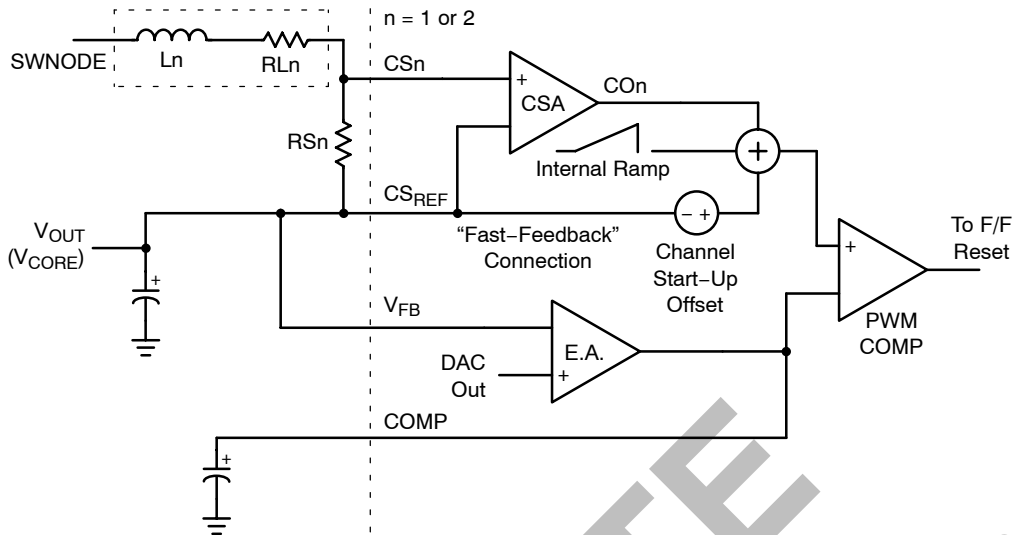 n = 1 or 2
SWNODE
Ln
RLn
CSn
+
CSA
COn
RSn
Internal Ramp
+
CSREF
- +
VOUT
(VCORE)
+
“Fast–Feedback”
Connection
Channel
Start–Up
Offset
+
To F/F
Reset
PWM
COMP
VFB
E.A.
DAC
Out
+
COMP
+